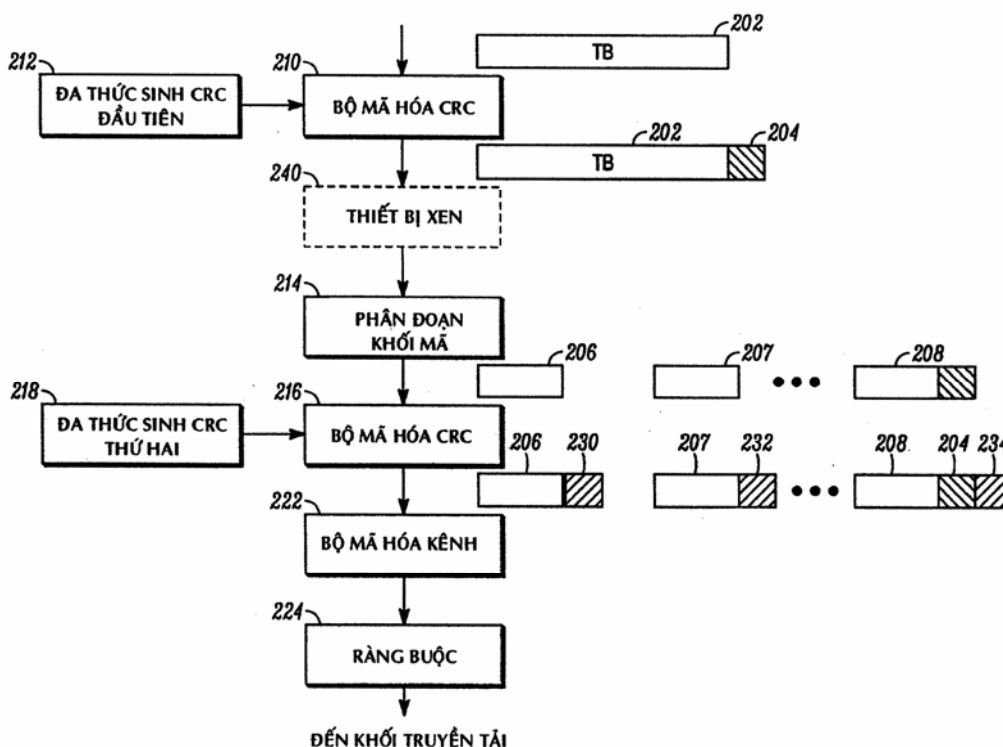 202
TB
212
210
ĐA THỨC SINH CRC
ĐẦU TIÊN
BỘ MÃ HÓA CRC
202
204
TB
240
THIẾT BỊ XEN
214
PHÂN ĐOẠN
KHỐI MÃ
206
207
208
218
216
ĐA THỨC SINH CRC
THỨ HAI
BỘ MÃ HÓA CRC
206
230
207
232
208
204
234
222
BỘ MÃ HÓA KÊNH
224
RÀNG BUỘC
ĐẾN KHỐI TRUYỀN TẢI